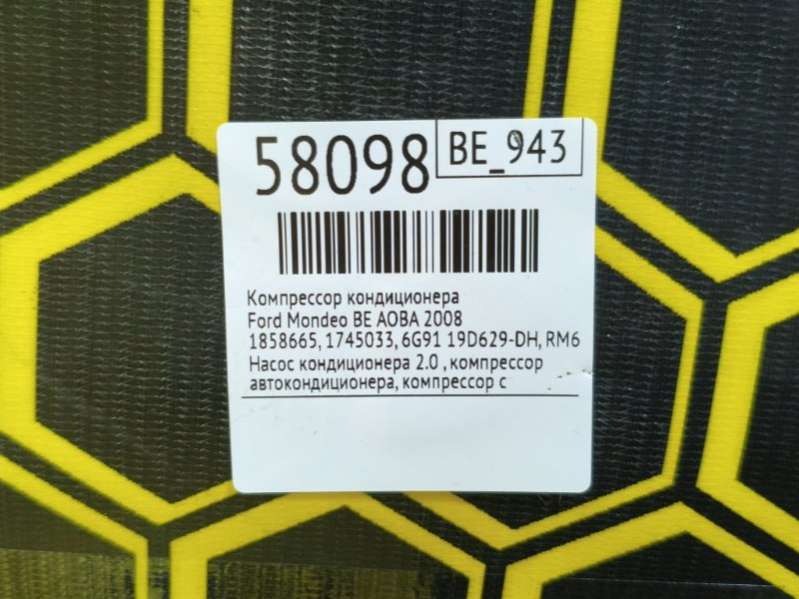 58098
BE_943
Компрессор кондиционера
Ford Mondeo BE AOBA 2008
1858665, 1745033, 6G91 19D629-DH, RM6
Насос кондиционера 2.0 , компрессор
автокондиционера, компрессор с